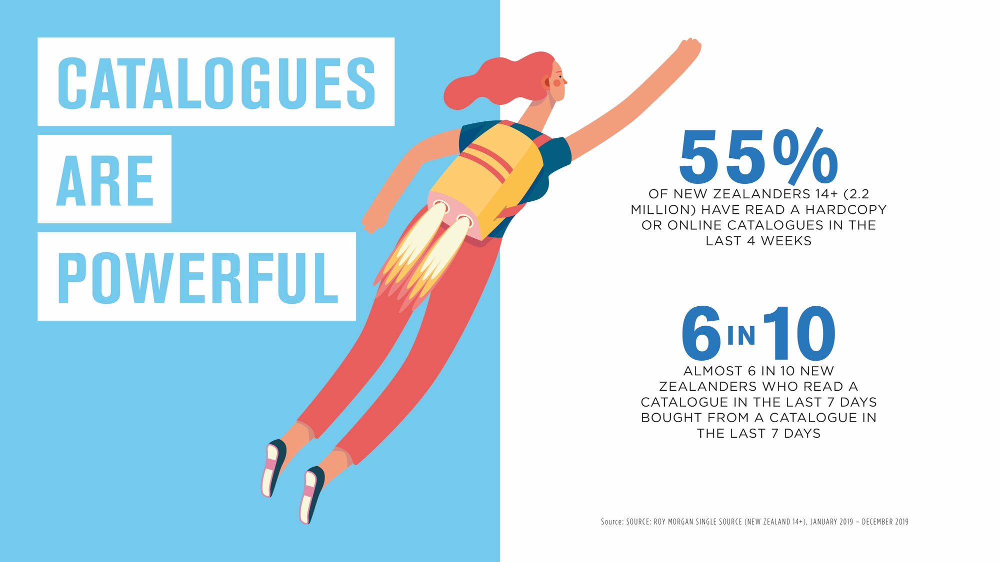 CATALOGUES
ARE
POWERFUL
55%
OF NEW ZEALANDERS 14+ (2.2
MILLION) HAVE READ A HARDCOPY
OR ONLINE CATALOGUES IN THE
LAST 4 WEEKS
6 IN 10
ALMOST 6 IN 10 NEW
ZEALANDERS WHO READ A
CATALOGUE IN THE LAST 7 DAYS
BOUGHT FROM A CATALOGUE IN
THE LAST 7 DAYS
Source: SOURCE: ROY MORGAN SINGLE SOURCE (NEW ZEALAND 14+), JANUARY 2019 – DECEMBER 2019